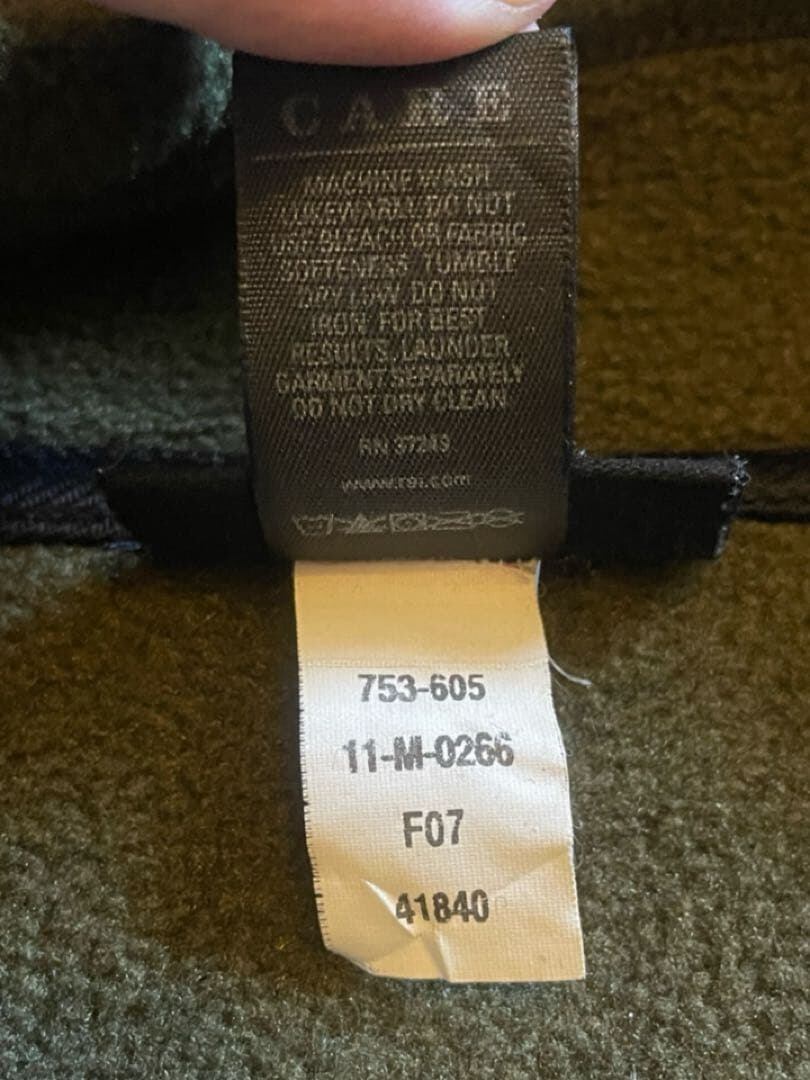 CARE
MACHINE WASH
LUKEWARM. DO NOT
USE BLEACH OR FABRIC
SOFTENERS. TUMBLE
DRY LOW. DO NOT
IRON. FOR BEST
RESULTS, LAUNDER
GARMENT SEPARATELY
DO NOT DRY CLEAN
RN 37249
www.rei.com
753-605
11-M-0266
F07
41840